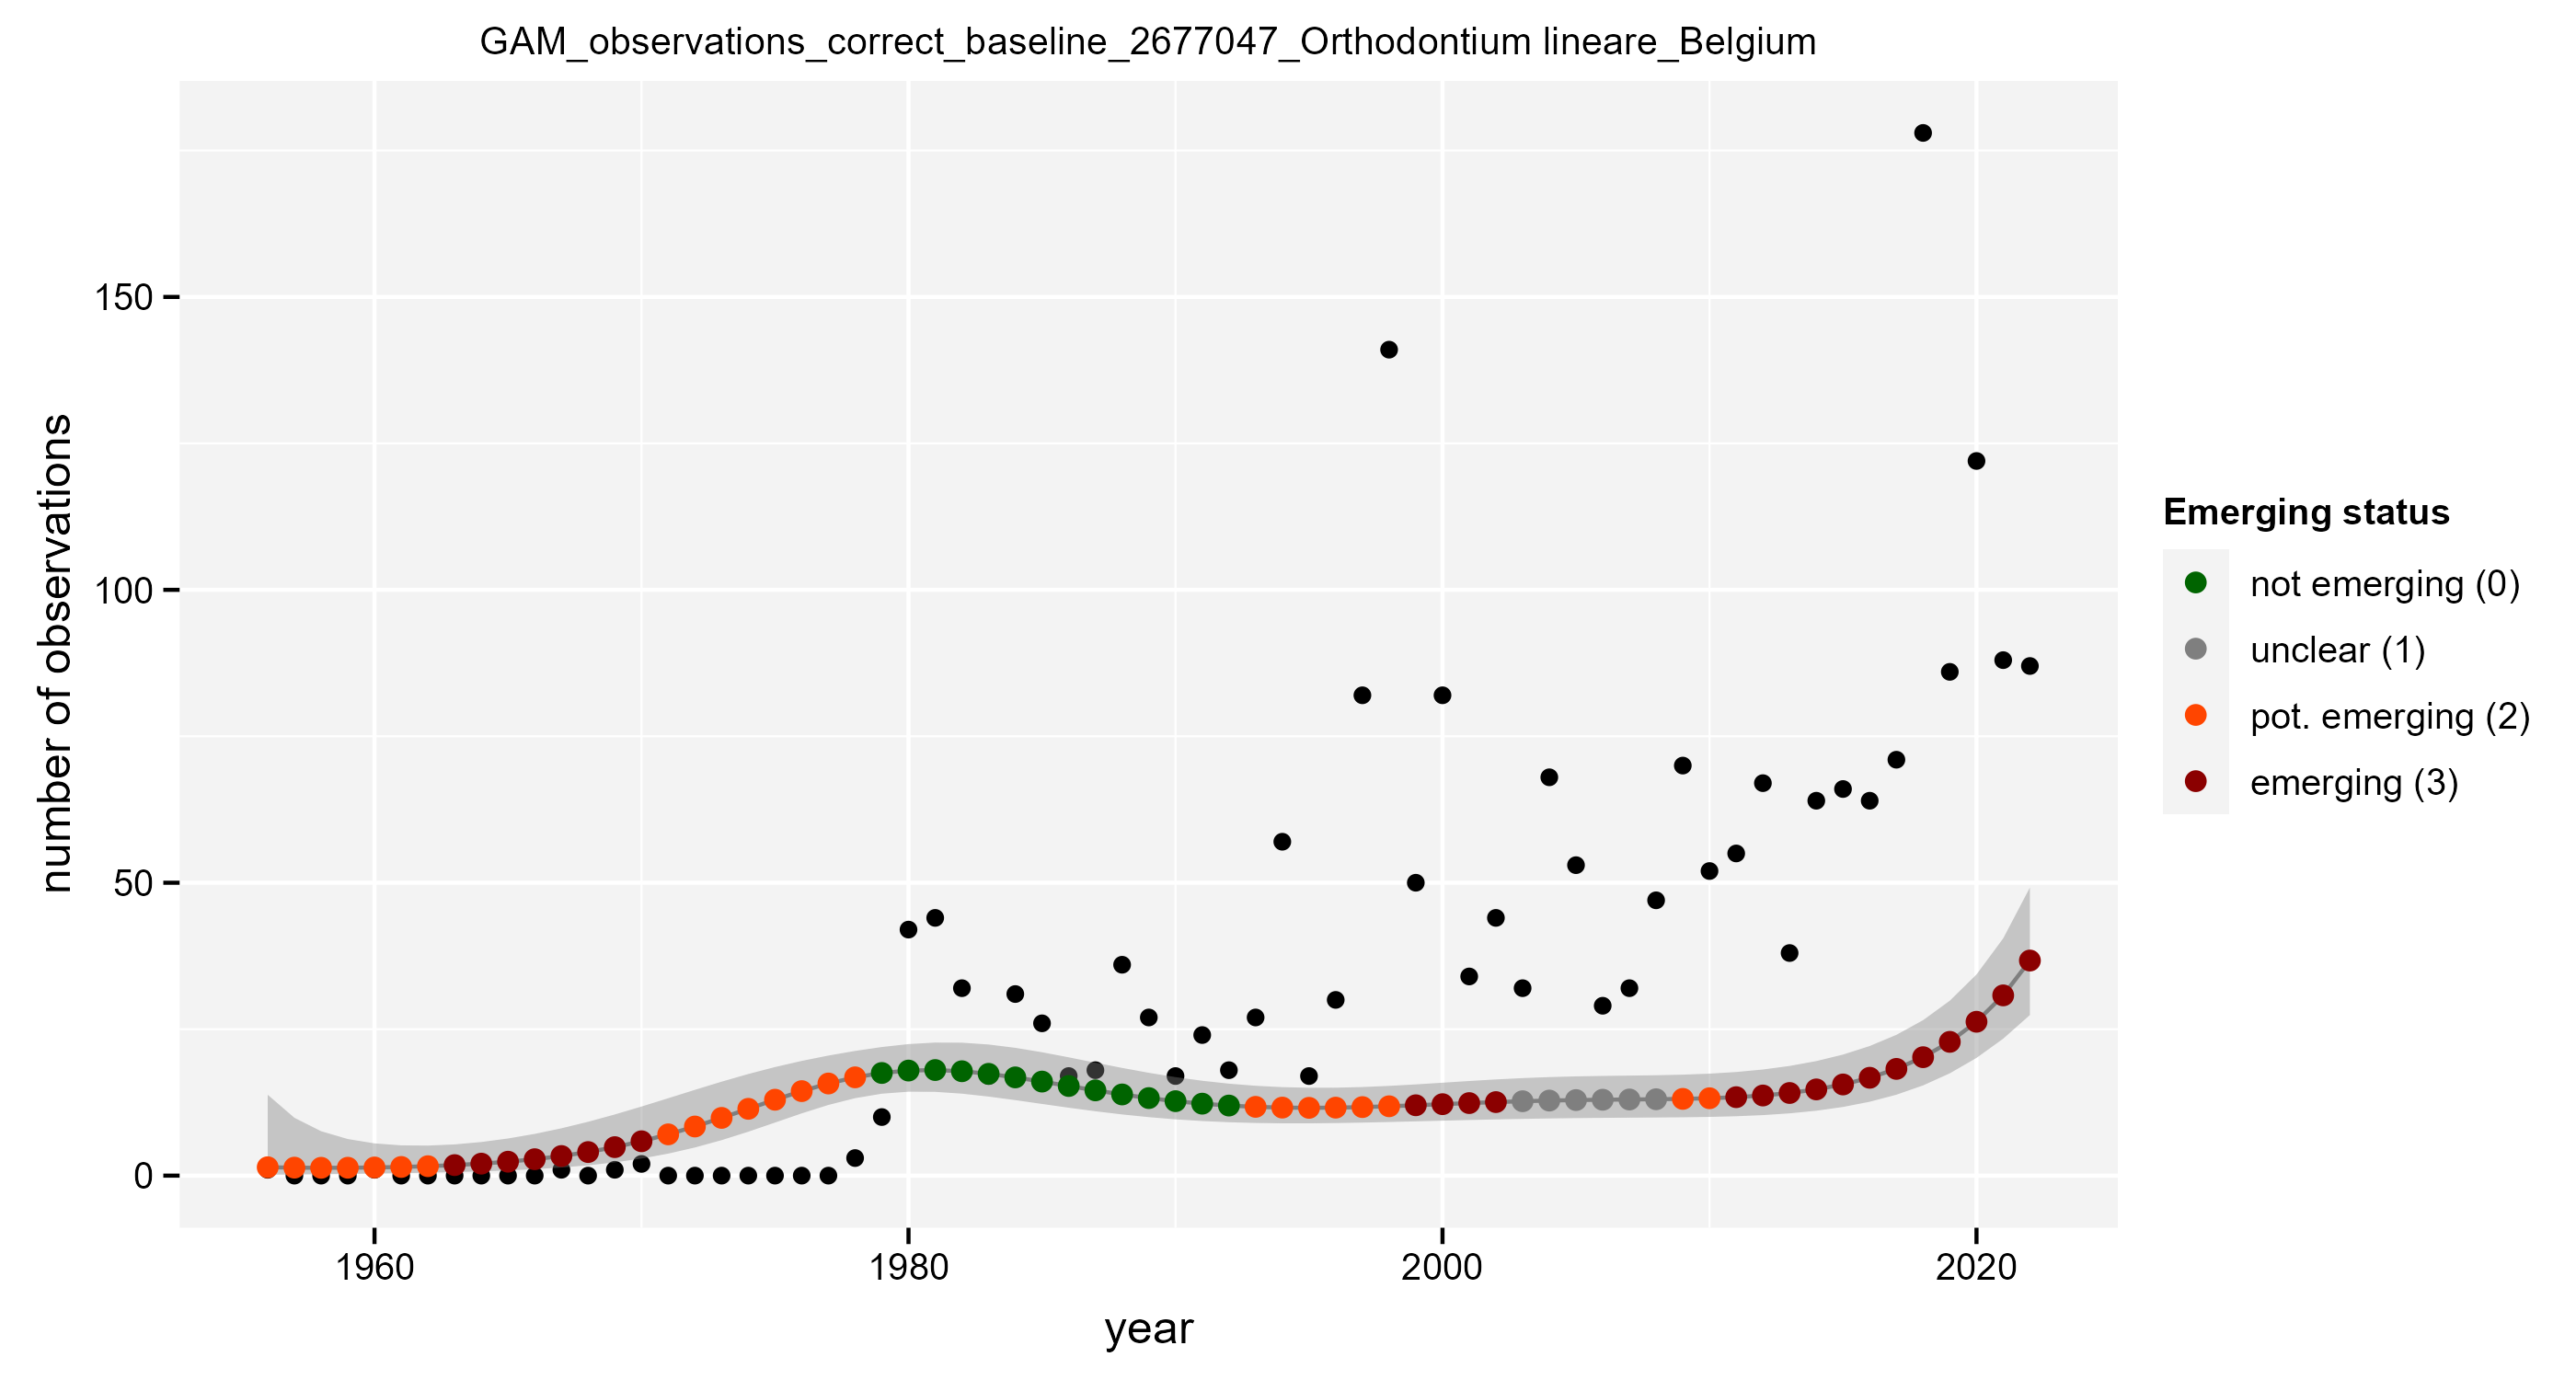 GAM_observations_correct_baseline_2677047_Orthodontium lineare_Belgium
number of observations
150
100
50
0
1960
1980
2000
2020
year
Emerging status
not emerging (0)
unclear (1)
pot. emerging (2)
emerging (3)